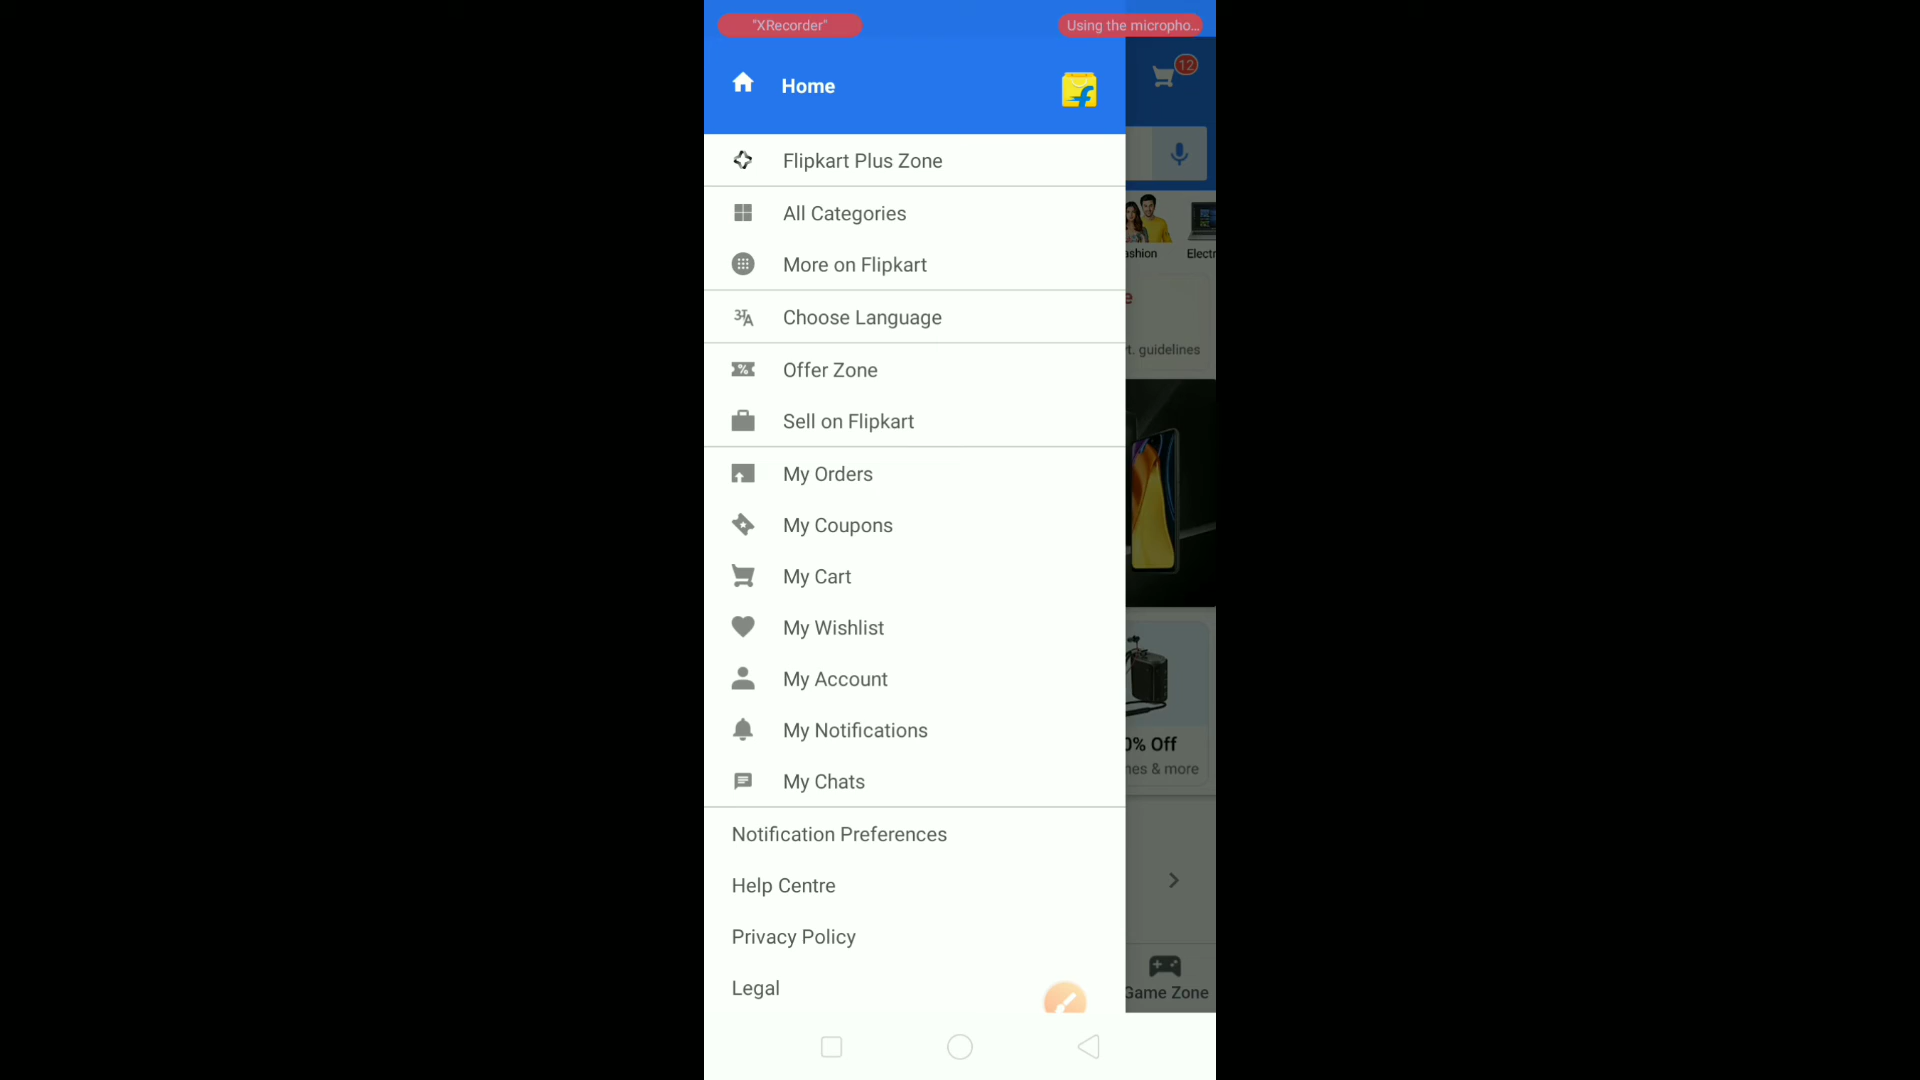 "XRecorder"
Using the micropho...
Home
12
Flipkart Plus Zone
All Categories
More on Flipkart
Choose Language
Offer Zone
Sell on Flipkart
My Orders
My Coupons
My Cart
My Wishlist
My Account
My Notifications
My Chats
Notification Preferences
Help Centre
Privacy Policy
Legal
ashion
Electr
t. guidelines
0% Off
nes & more
Game Zone